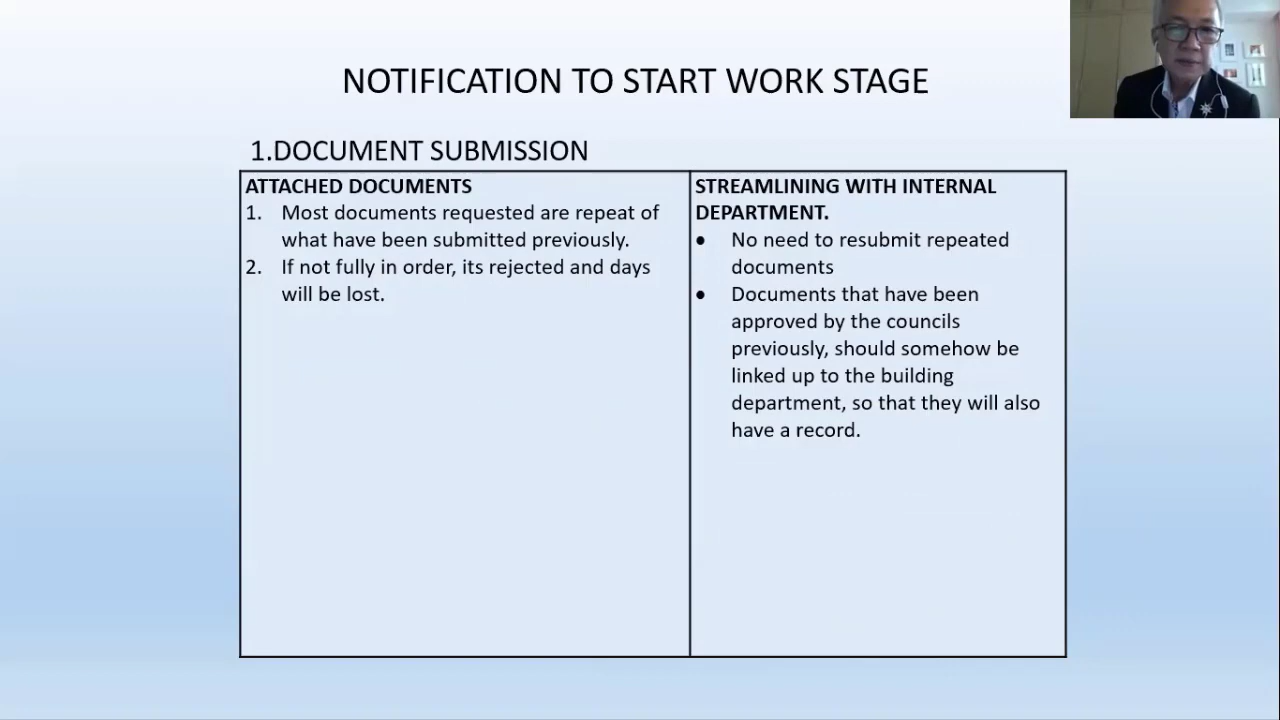 NOTIFICATION TO START WORK STAGE
1.DOCUMENT SUBMISSION
ATTACHED DOCUMENTS
1. Most documents requested are repeat of
what have been submitted previously.
2. If not fully in order, its rejected and days
will be lost.
STREAMLINING WITH INTERNAL
DEPARTMENT.
● No need to resubmit repeated
documents
● Documents that have been
approved by the councils
previously, should somehow be
linked up to the building
department, so that they will also
have a record.